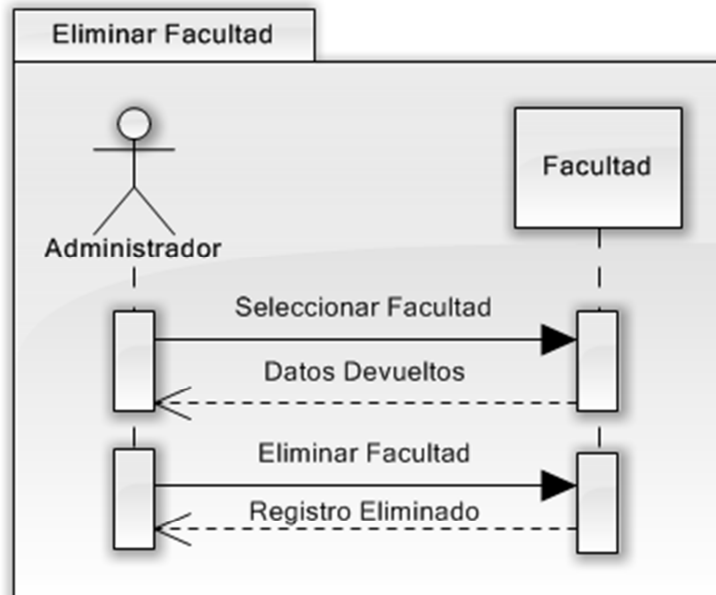 Eliminar Facultad
Facultad
Administrador
Seleccionar Facultad
Datos Devueltos
Eliminar Facultad
Registro Eliminado